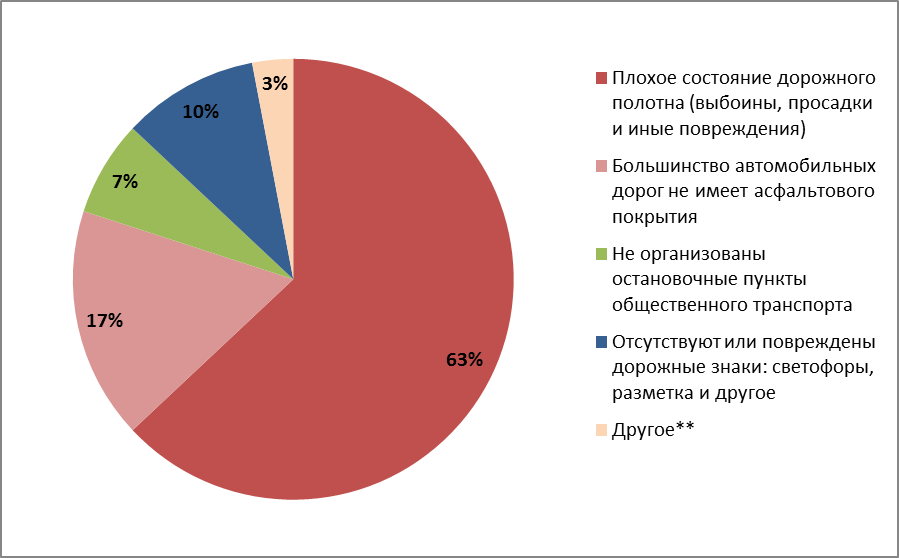 3%
10%
7%
17%
63%
Плохое состояние дорожного
полотна (выбоины, просадки
и иные повреждения)
Большинство автомобильных
дорог не имеет асфальтового
покрытия
Не организованы
остановочные пункты
общественного транспорта
Отсутствуют или повреждены
дорожные знаки: светофоры,
разметка и другое
Другое**